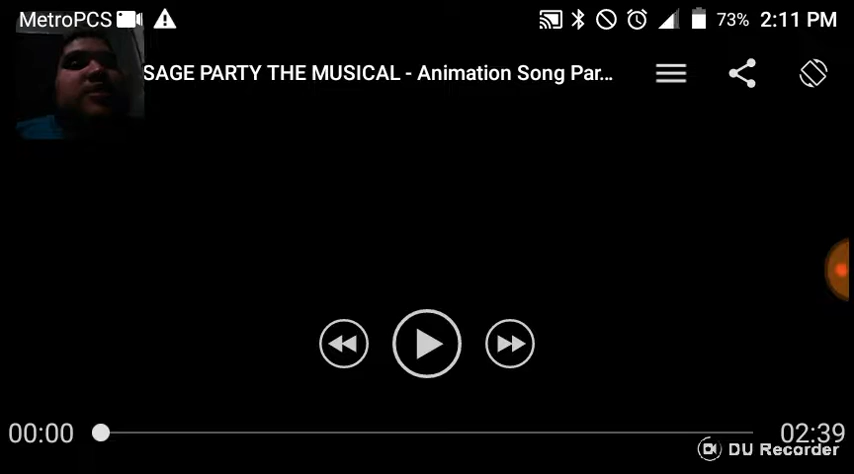 MetroPCS 73% 2:11 PM
SAGE PARTY THE MUSICAL - Animation Song Par...
00:00 02:39
DU Recorder